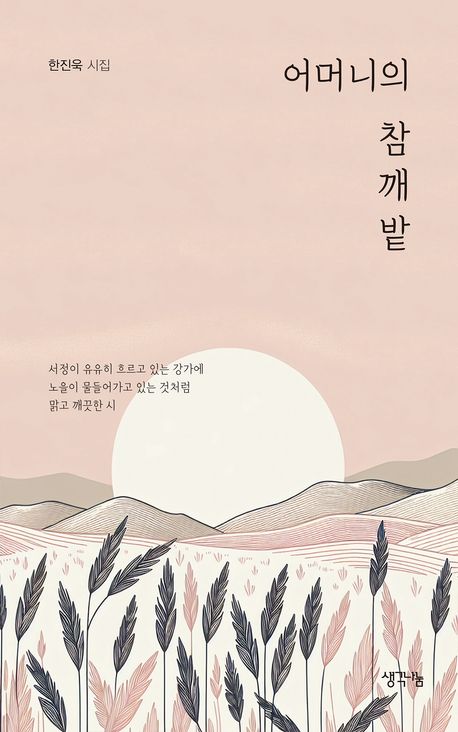 한진욱 시집
어머니의
참
깨
밭
서정이 유유히 흐르고 있는 강가에
노을이 물들어가고 있는 것처럼
맑고 깨끗한 시
생각나눔